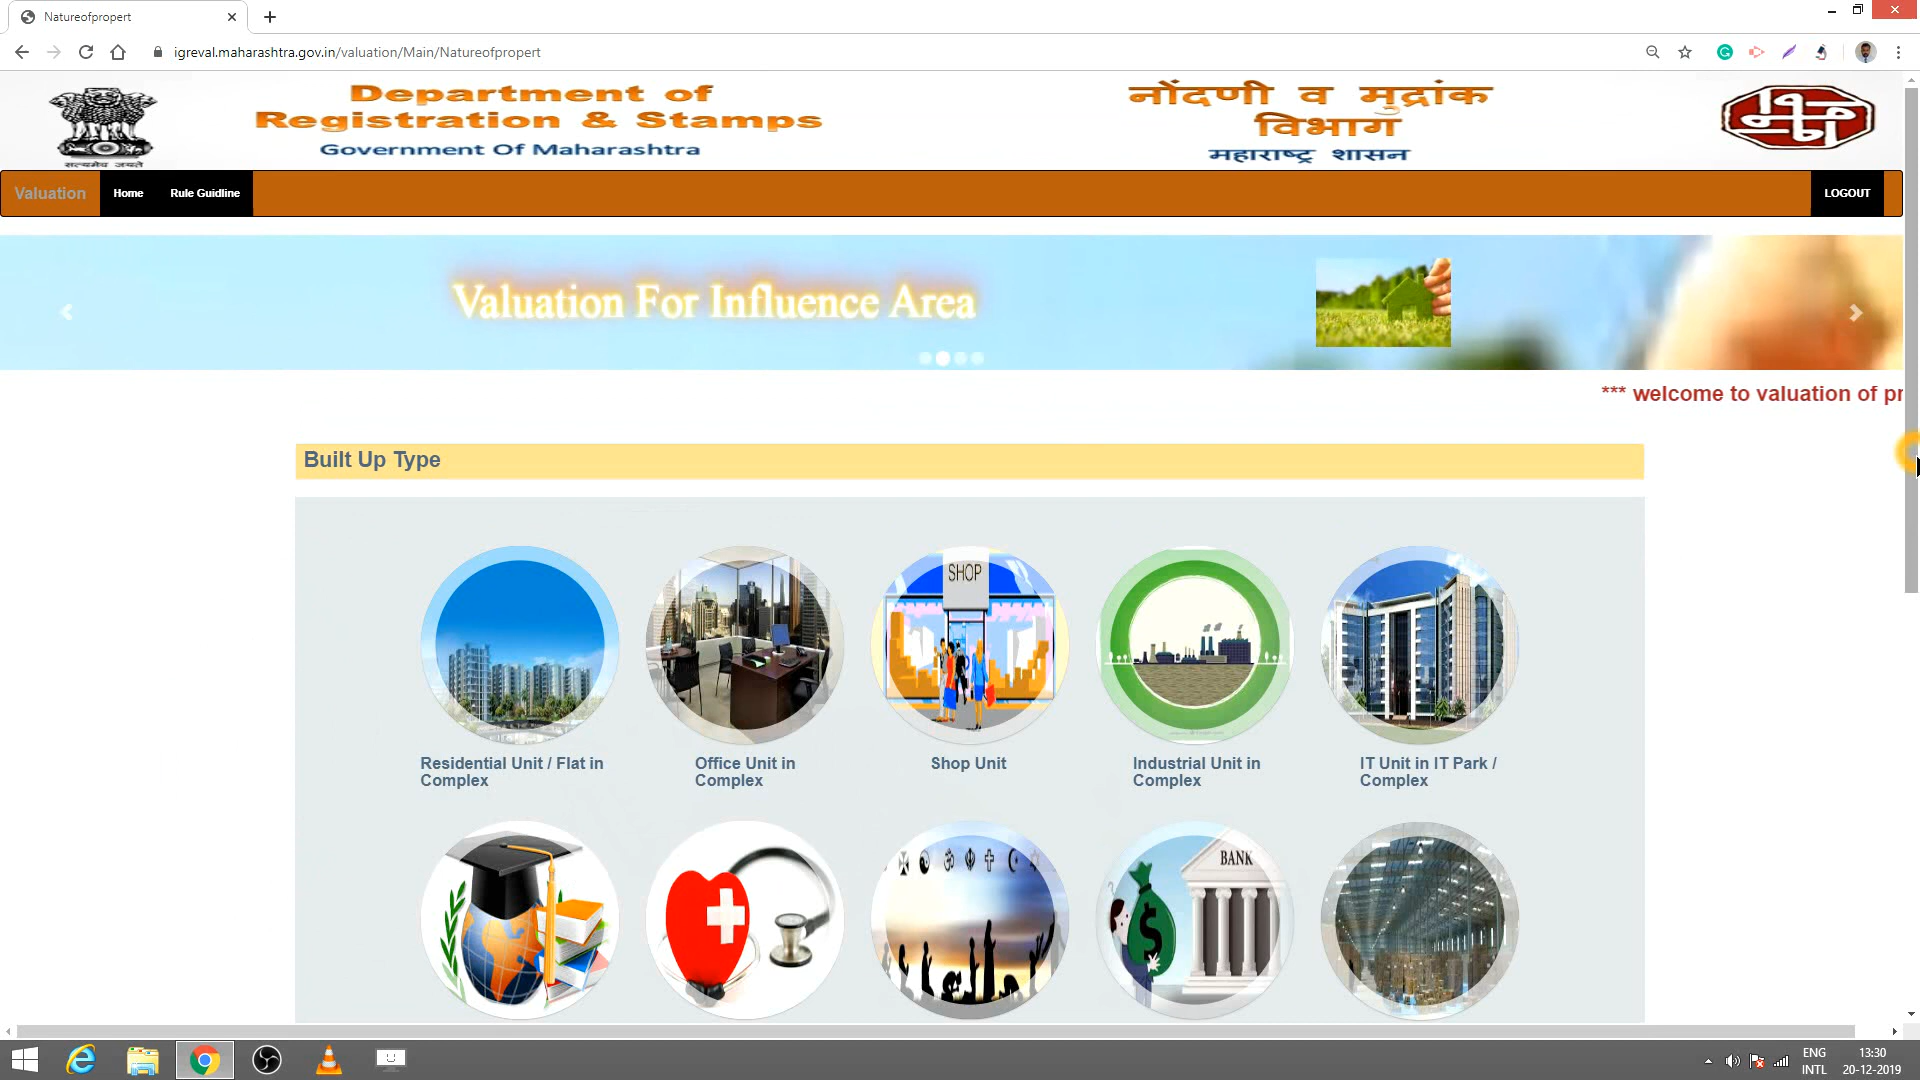 Natureofpropert
igreval.maharashtra.gov.in/valuation/Main/Natureofpropert
Department of
Registration & Stamps
Government Of Maharashtra
नोंदणी व मुद्रांक
विभाग
महाराष्ट्र शासन
सत्यमेव जयते
Valuation
Home
Rule Guidline
LOGOUT
Valuation For Influence Area
*** welcome to valuation of pr
Built Up Type
SHOP
Residential Unit / Flat in
Complex
Office Unit in
Complex
Shop Unit
Industrial Unit in
Complex
IT Unit in IT Park /
Complex
BANK
$
ENG
INTL
13:30
20-12-2019